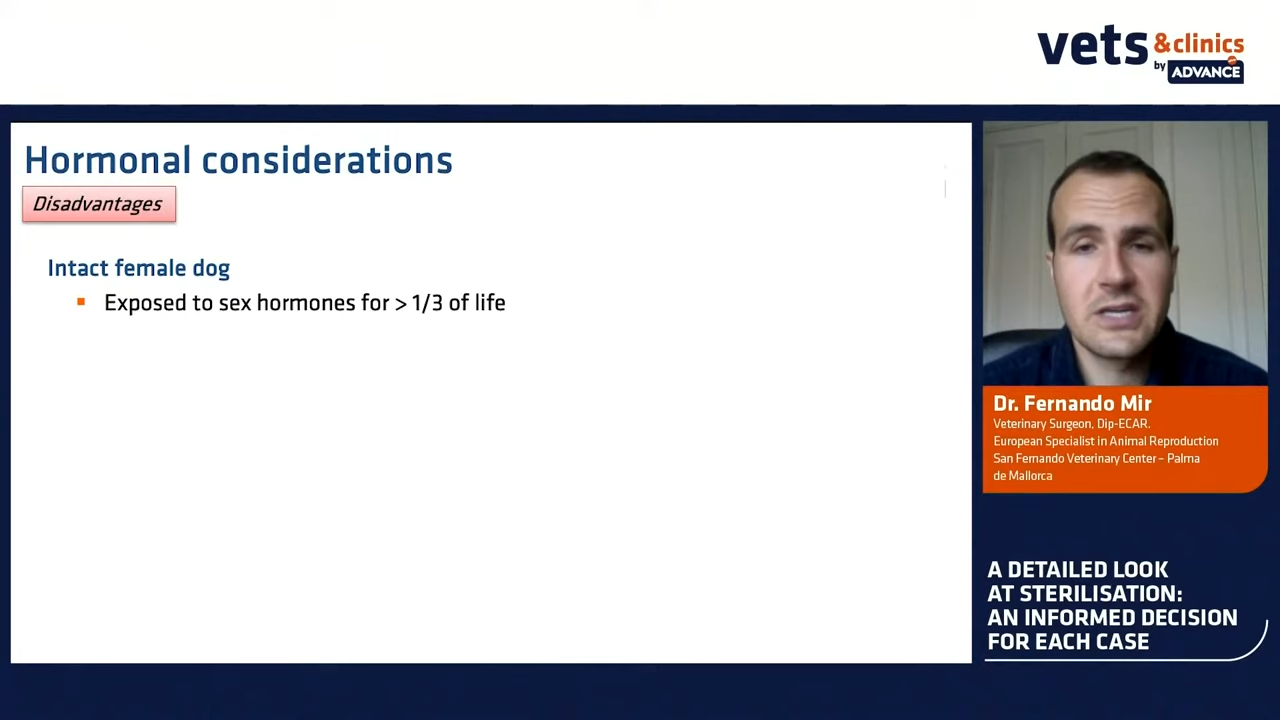 vets &clinics
by ADVANCE
Hormonal considerations
Disadvantages
Intact female dog
▪ Exposed to sex hormones for > 1/3 of life
Dr. Fernando Mir
Veterinary Surgeon, Dip-ECAR.
European Specialist in Animal Reproduction
San Fernando Veterinary Center – Palma
de Mallorca
A DETAILED LOOK
AT STERILISATION:
AN INFORMED DECISION
FOR EACH CASE